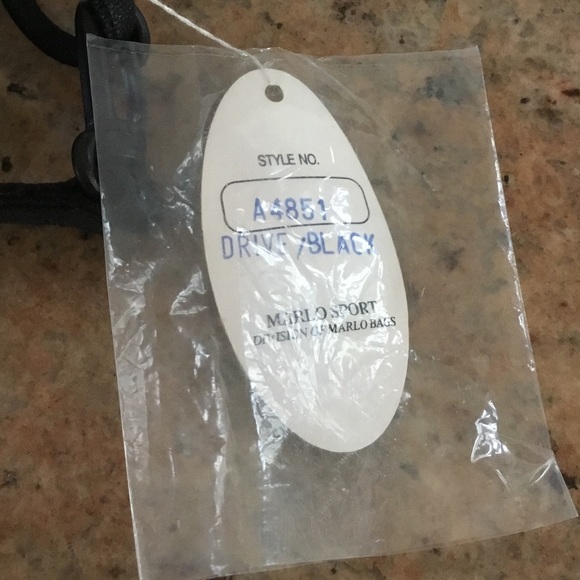 STYLE NO.
A4851
DRIVE /BLACK
MARLO SPORT
DIVISION OF MARLO BAGS